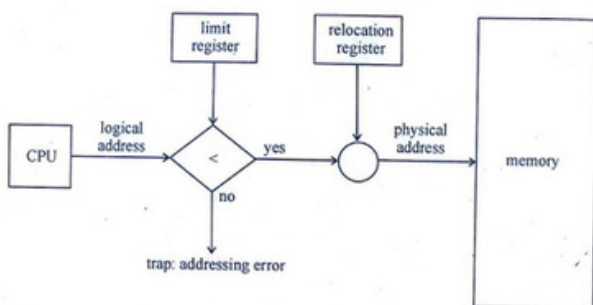 limit
register
relocation
register
CPU
logical
address
<
yes
no
physical
address
memory
trap: addressing error